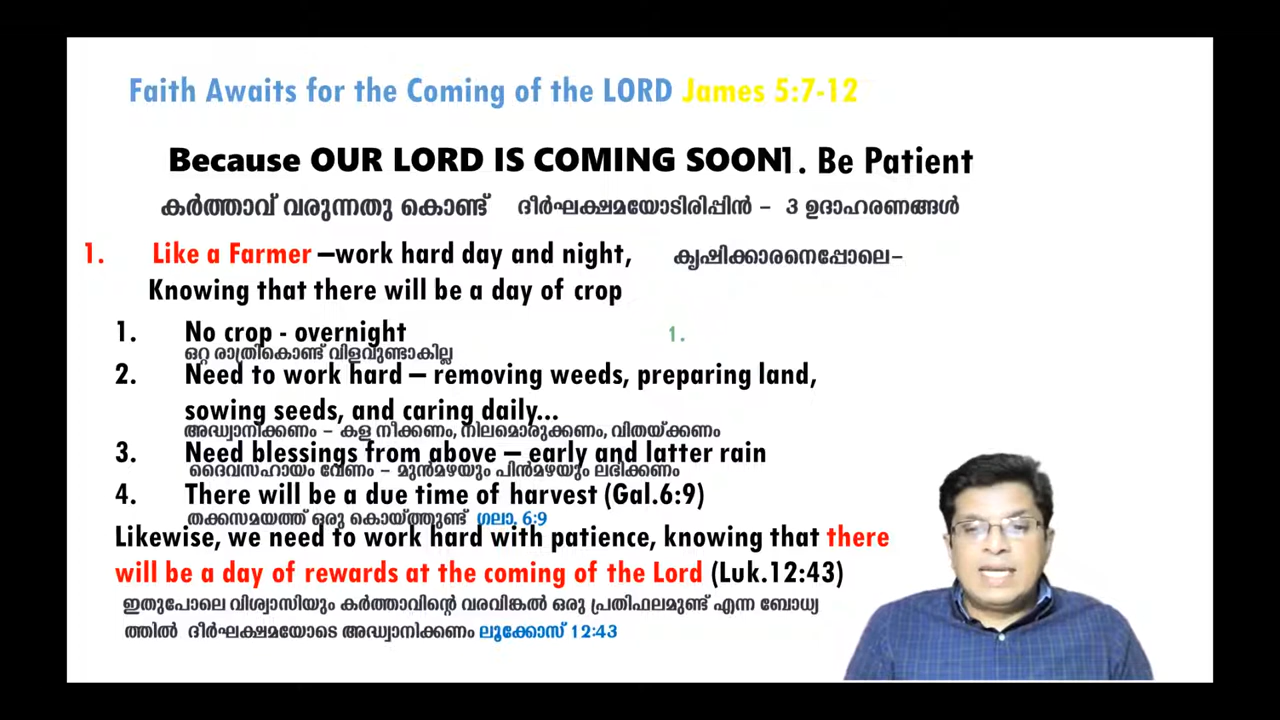 Faith Awaits for the Coming of the LORD James 5:7-12
Because OUR LORD IS COMING SOON1. Be Patient
കർത്താവ് വരുന്നതു കൊണ്ട് ദീർഘക്ഷമയോടിരിപ്പിൻ - 3 ഉദാഹരണങ്ങൾ
1. Like a Farmer –work hard day and night, കൃഷിക്കാരനെപ്പോലെ-
Knowing that there will be a day of crop
1. No crop - overnight 1.
ഒറ്റ രാത്രികൊണ്ട് വിളവുണ്ടാകില്ല
2. Need to work hard – removing weeds, preparing land,
sowing seeds, and caring daily...
അദ്ധ്വാനിക്കണം - കള നീക്കണം, നിലമൊരുക്കണം, വിതയ്ക്കണം
3. Need blessings from above – early and latter rain
ദൈവസഹായം വേണം - മുൻമഴയും പിൻമഴയും ലഭിക്കണം
4. There will be a due time of harvest (Gal.6:9)
തക്കസമയത്ത് ഒരു കൊയ്ത്തുണ്ട് ഗലാ. 6:9
Likewise, we need to work hard with patience, knowing that there
will be a day of rewards at the coming of the Lord (Luk.12:43)
ഇതുപോലെ വിശ്വാസിയും കർത്താവിന്റെ വരവിങ്കൽ ഒരു പ്രതിഫലമുണ്ട് എന്ന ബോധ്യ
ത്തിൽ ദീർഘക്ഷമയോടെ അദ്ധ്വാനിക്കണം ലൂക്കോസ് 12:43